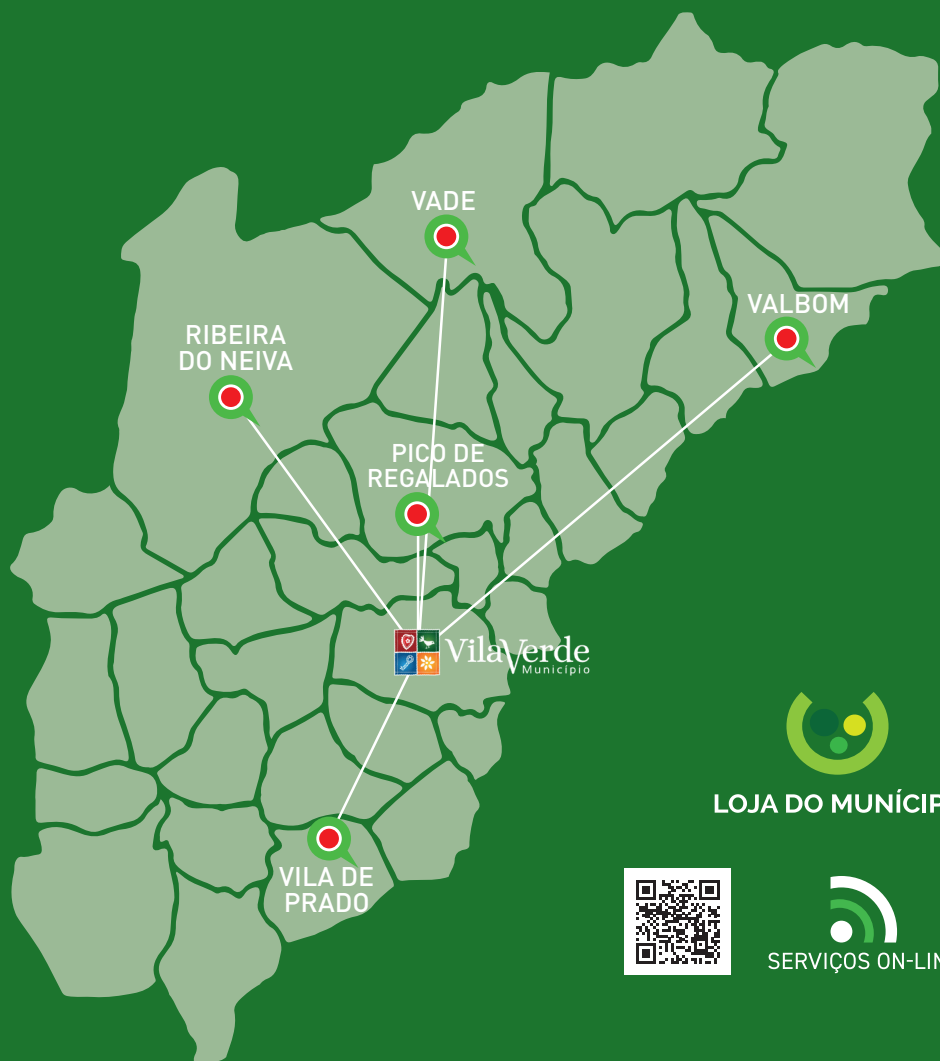 VADE
VALBOM
RIBEIRA
DO NEIVA
PICO DE
REGALADOS
VilaVerde
Município
LOJA DO MUNÍCIP
VILA DE
PRADO
SERVIÇOS ON-LIN